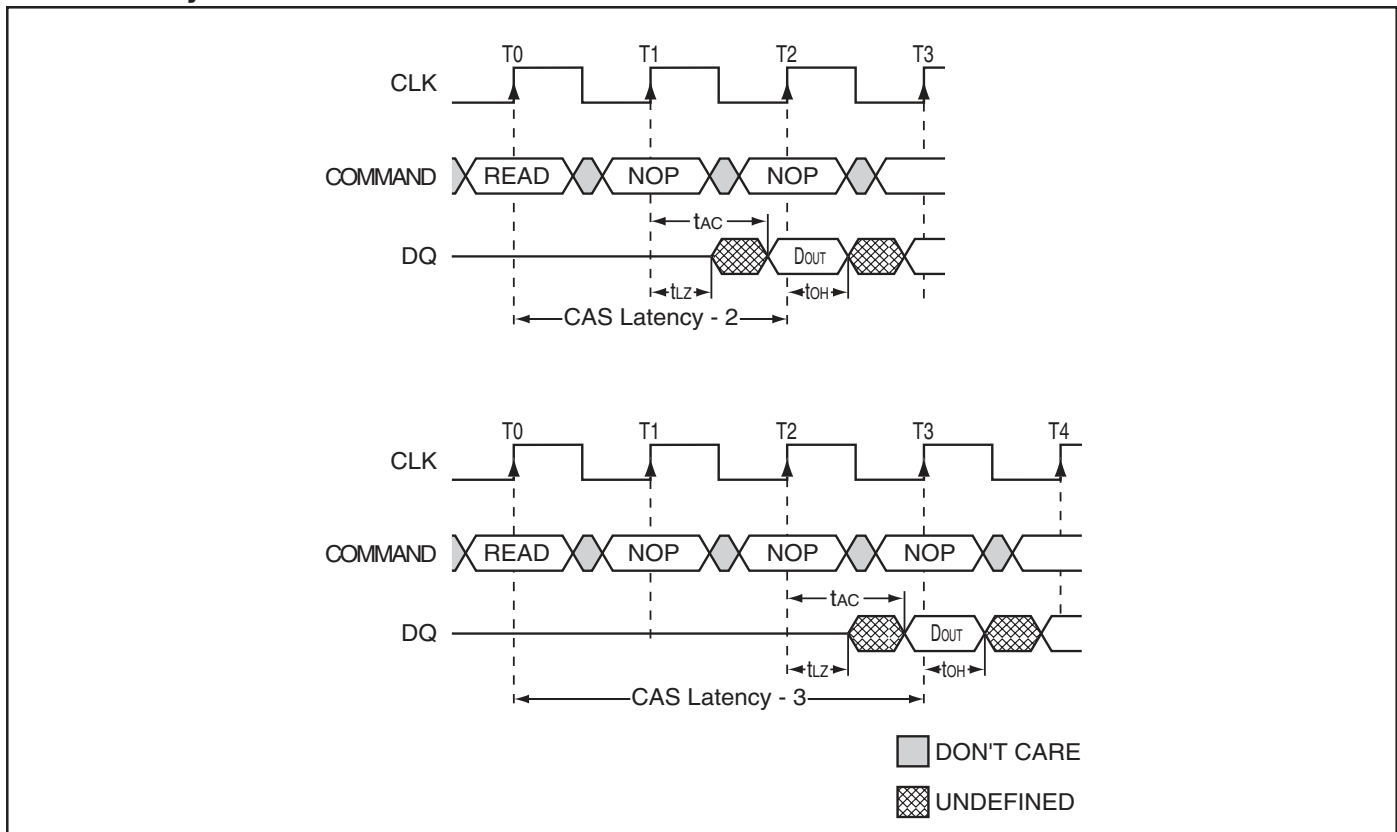 T0 T1 T2 T3
CLK
COMMAND READ NOP NOP
tAC
DQ DOUT
tLZ tOH
CAS Latency - 2
T0 T1 T2 T3 T4
CLK
COMMAND READ NOP NOP NOP
tAC
DQ DOUT
tLZ tOH
CAS Latency - 3
DON'T CARE
UNDEFINED